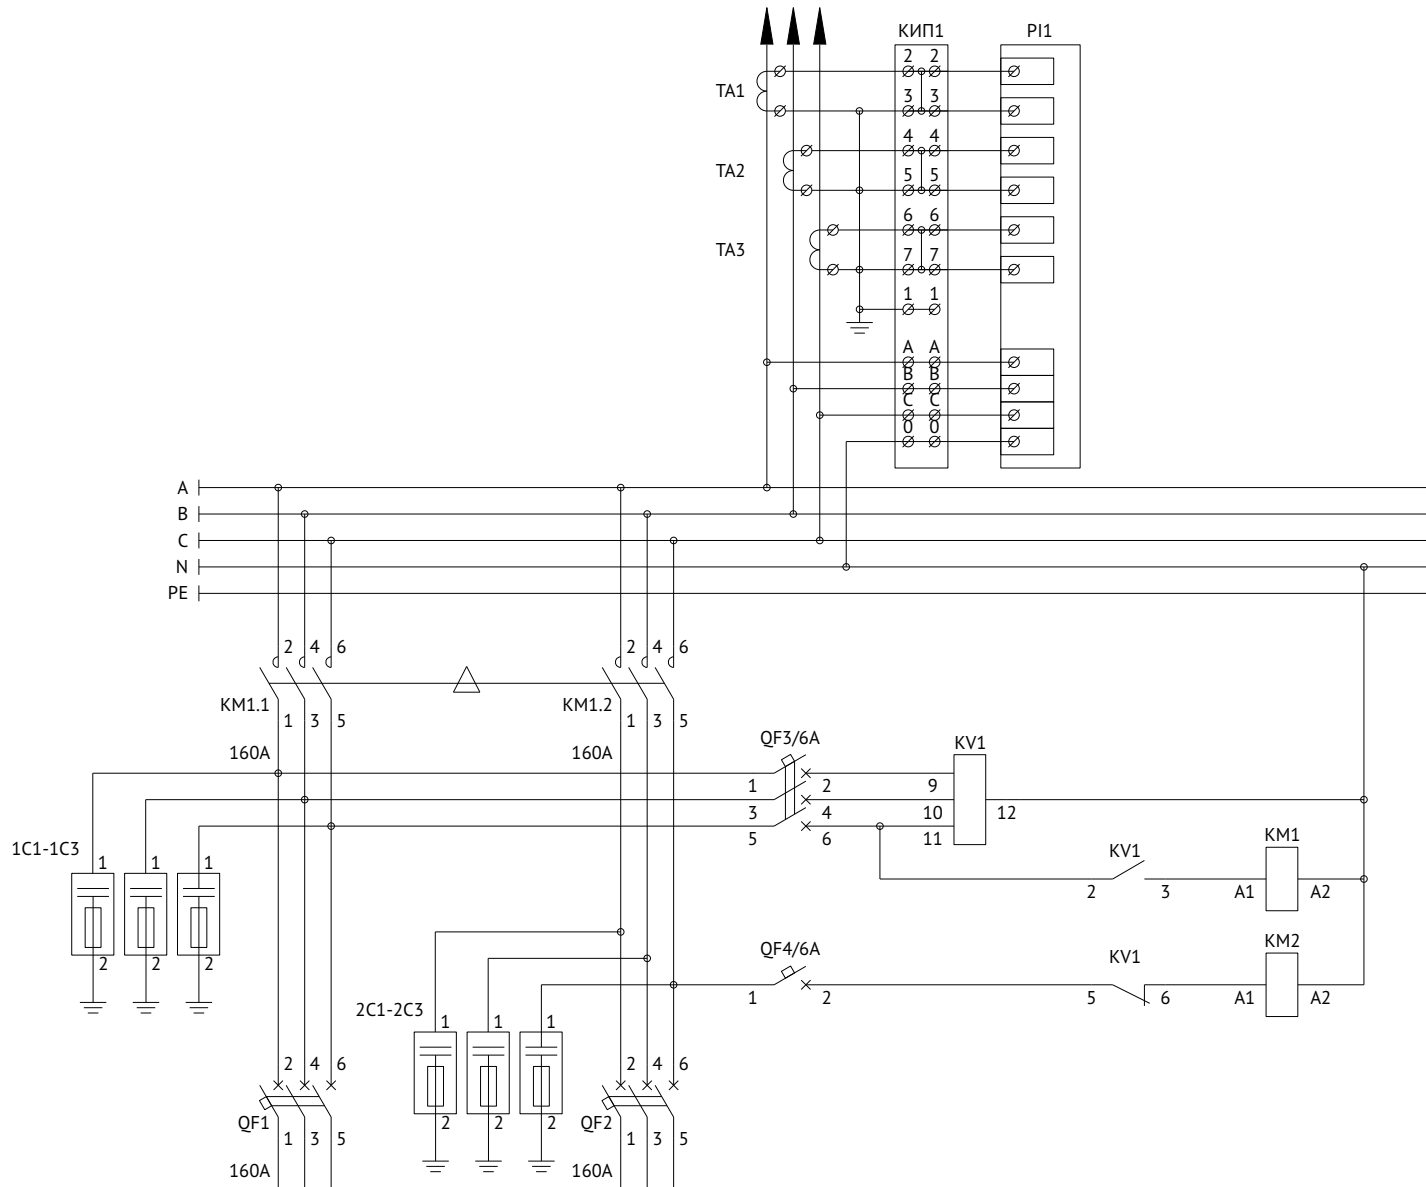 КИП1 PI1
2 2
TA1
3 3
4 4
TA2
5 5
6 6
TA3
7 7
1 1
A A
B B
C C
0 0
A
B
C
N
PE
2 4 6 2 4 6
KM1.1 KM1.2
1 3 5 1 3 5
160A 160A
QF3/6A KV1
1 2 9
3 4 10 12
5 6 11
1C1-1C3 1 1 1
KV1 KM1
2 3 A1 A2
2 2 2
QF4/6A KV1 KM2
1 2 5 6 A1 A2
2C1-2C3 1 1 1
2 4 6 2 4 6
QF1 2 2 2 QF2
1 3 5 1 3 5
160A 160A